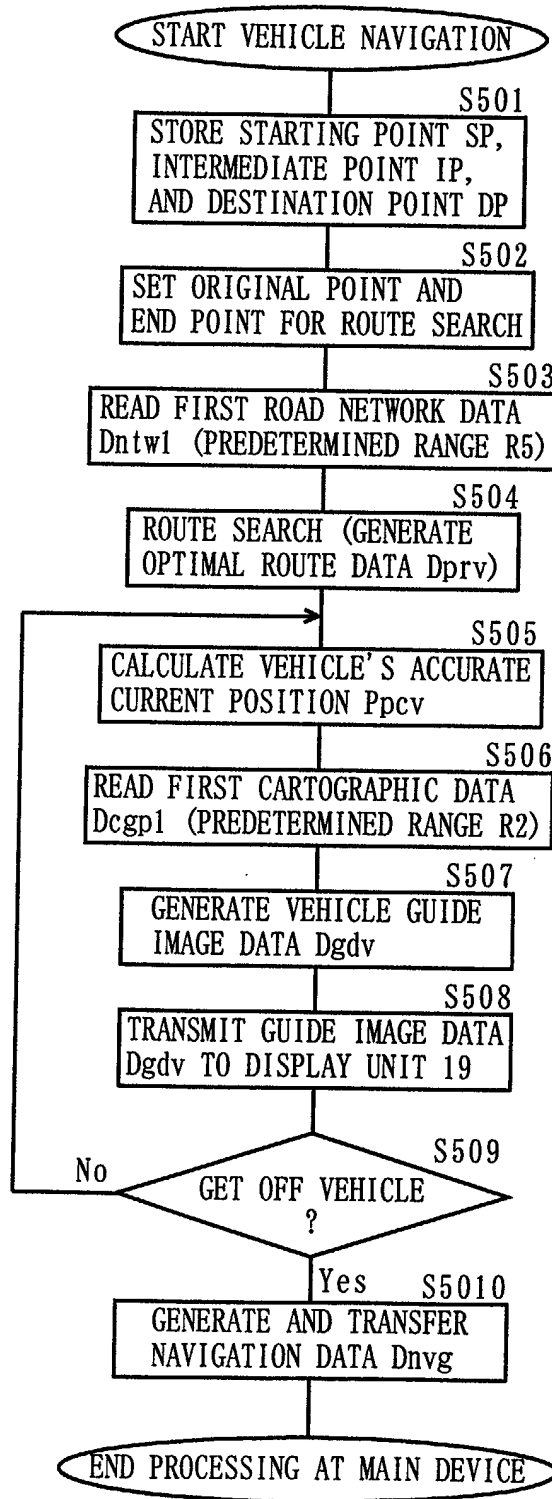 START VEHICLE NAVIGATION
S501
STORE STARTING POINT SP,
INTERMEDIATE POINT IP,
AND DESTINATION POINT DP
S502
SET ORIGINAL POINT AND
END POINT FOR ROUTE SEARCH
S503
READ FIRST ROAD NETWORK DATA
Dntw1 (PREDETERMINED RANGE R5)
S504
ROUTE SEARCH (GENERATE
OPTIMAL ROUTE DATA Dprv)
S505
CALCULATE VEHICLE'S ACCURATE
CURRENT POSITION Ppcv
S506
READ FIRST CARTOGRAPHIC DATA
Dcgp1 (PREDETERMINED RANGE R2)
S507
GENERATE VEHICLE GUIDE
IMAGE DATA Dgdv
S508
TRANSMIT GUIDE IMAGE DATA
Dgdv TO DISPLAY UNIT 19
S509
No
GET OFF VEHICLE
?
Yes
S5010
GENERATE AND TRANSFER
NAVIGATION DATA Dnvg
END PROCESSING AT MAIN DEVICE